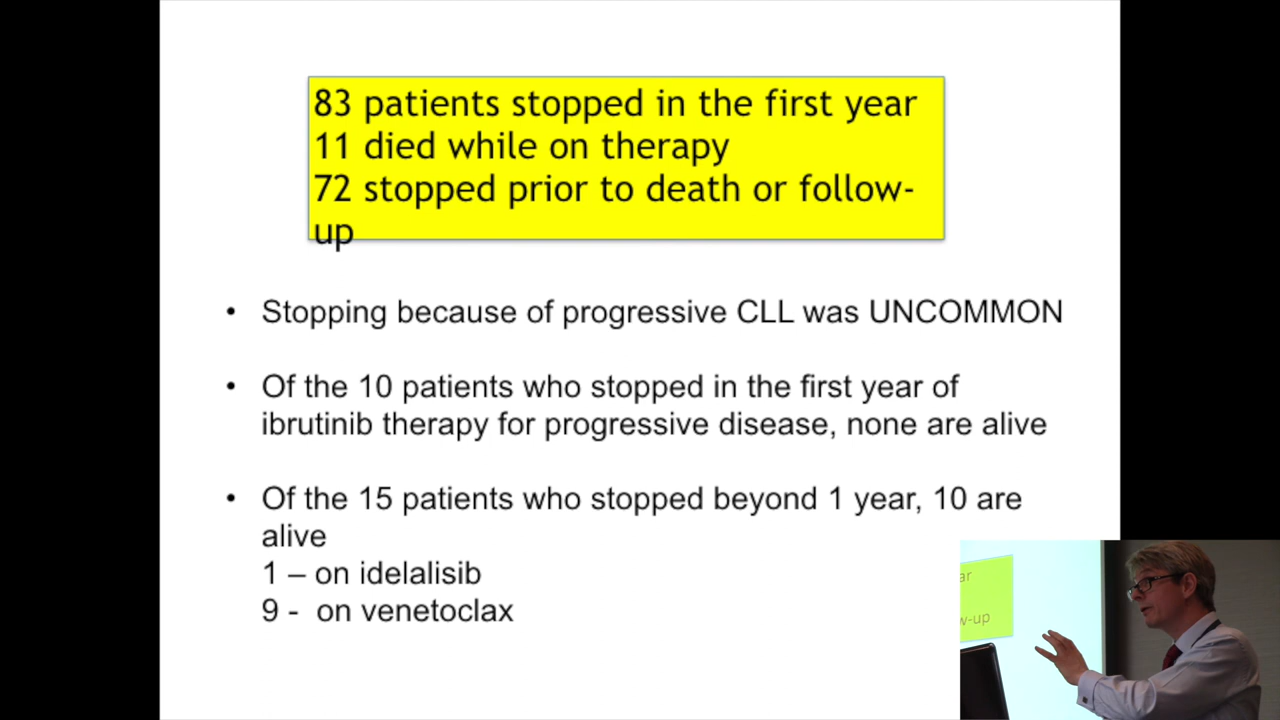 83 patients stopped in the first year
11 died while on therapy
72 stopped prior to death or follow-
up
• Stopping because of progressive CLL was UNCOMMON
• Of the 10 patients who stopped in the first year of
ibrutinib therapy for progressive disease, none are alive
• Of the 15 patients who stopped beyond 1 year, 10 are
alive
1 – on idelalisib
9 - on venetoclax
ar
w-up